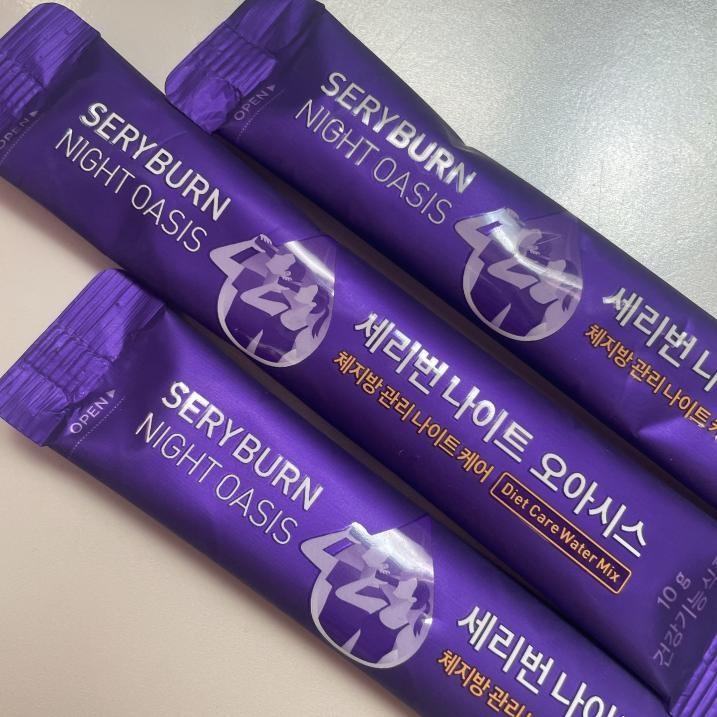 OPEN
SERYBURN
NIGHT OASIS
세리번 나
체지방 관리 나이트
OPEN
SERYBURN
NIGHT OASIS
세리번 나이트 오아시스
체지방 관리 나이트 케어
Diet Care Water Mix
10 g
건강기능
OPEN
SERYBURN
NIGHT OASIS
세리번 나이
체지방 관리